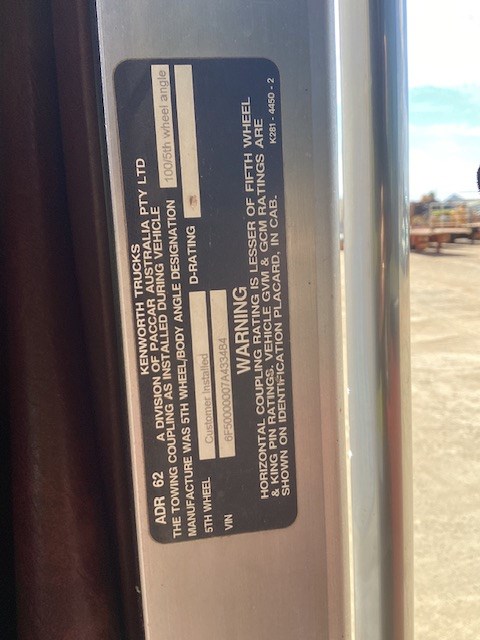 KENWORTH TRUCKS
ADR 62 A DIVISION OF PACCAR AUSTRALIA PTY LTD
THE TOWING COUPLING AS INSTALLED DURING VEHICLE
MANUFACTURE WAS 5TH WHEEL/BODY ANGLE DESIGNATION 100/5th wheel angle
5TH WHEEL Customer Installed D-RATING -
VIN 6F50000007A433484
WARNING
HORIZONTAL COUPLING RATING IS LESSER OF FIFTH WHEEL
& KING PIN RATINGS. VEHICLE GVM & GCM RATINGS ARE
SHOWN ON IDENTIFICATION PLACARD, IN CAB.
K281 - 4450 - 2